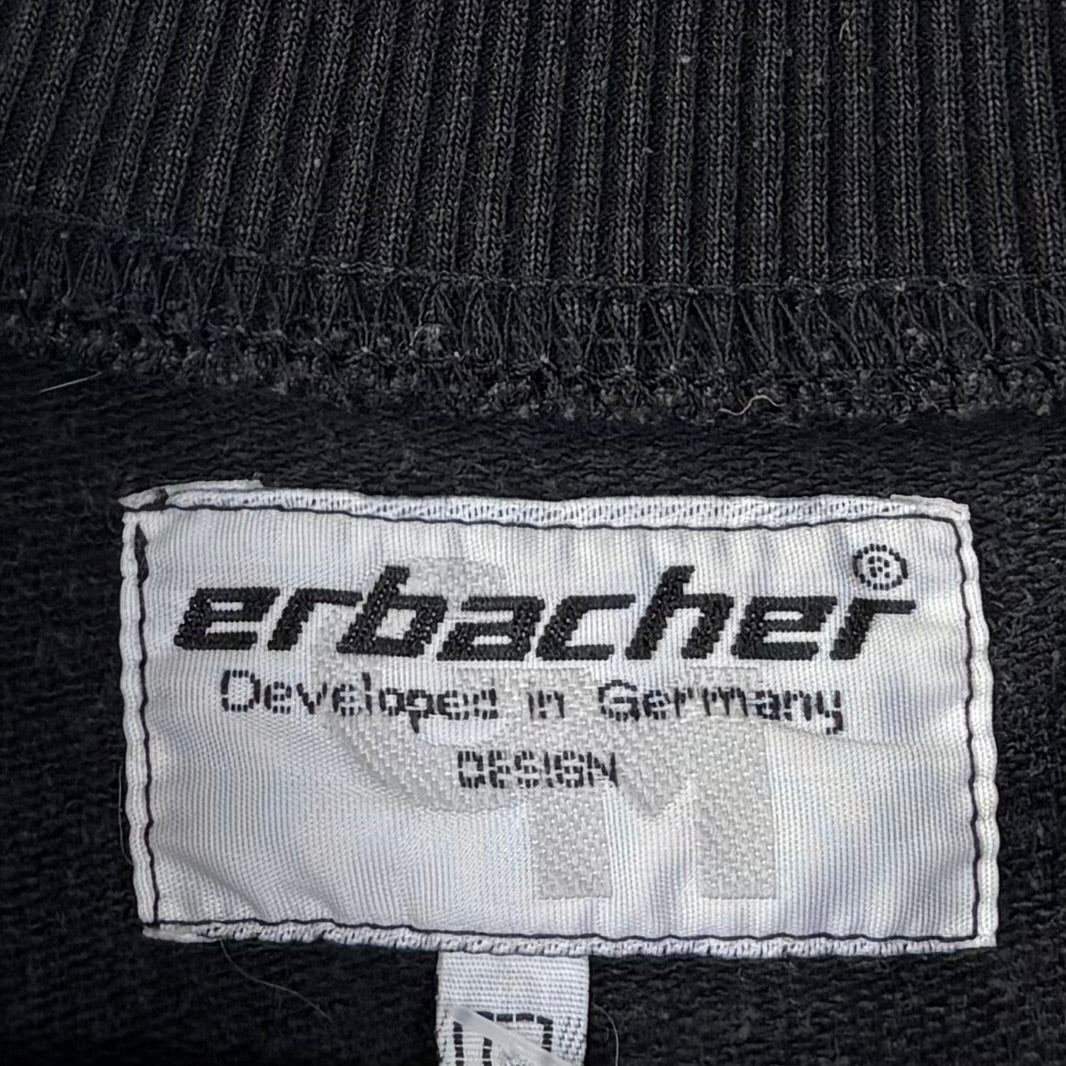 erbacher®
Developed in Germany
DESIGN